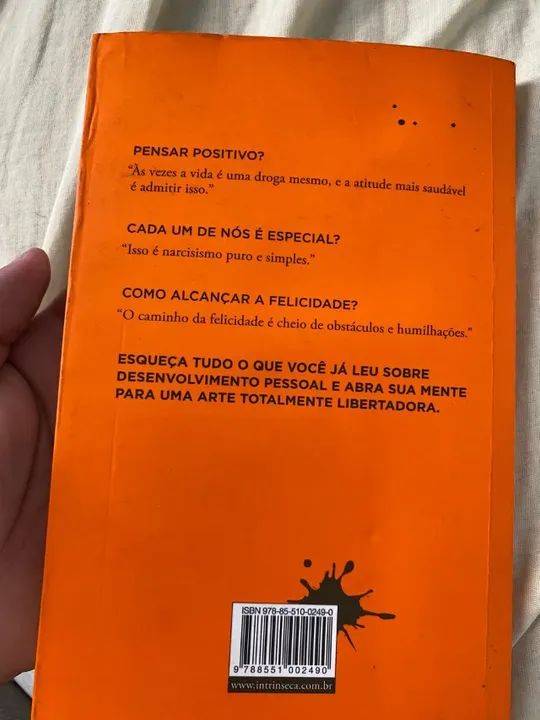 PENSAR POSITIVO?
“Às vezes a vida é uma droga mesmo, e a atitude mais saudável
é admitir isso.”
CADA UM DE NÓS É ESPECIAL?
“Isso é narcisismo puro e simples.”
COMO ALCANÇAR A FELICIDADE?
“O caminho da felicidade é cheio de obstáculos e humilhações.”
ESQUEÇA TUDO O QUE VOCÊ JÁ LEU SOBRE
DESENVOLVIMENTO PESSOAL E ABRA SUA MENTE
PARA UMA ARTE TOTALMENTE LIBERTADORA.
ISBN 978-85-510-0249-0
9 788551 002490
www.intrinseca.com.br